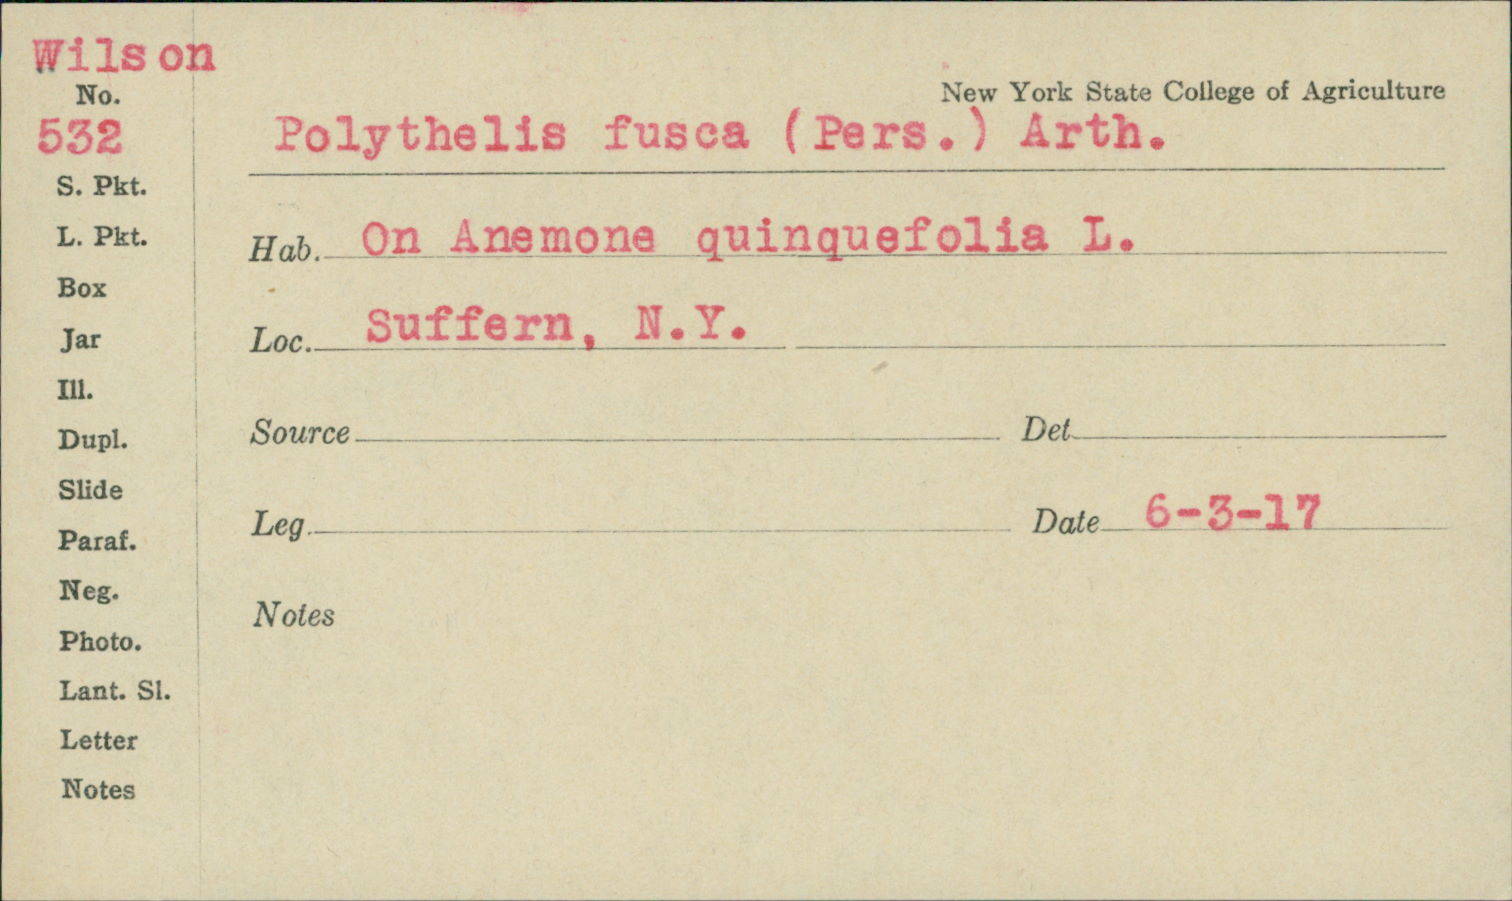 Wilson
No.
532
New York State College of Agriculture
Polythelis fusca (Pers.) Arth.
S. Pkt.
L. Pkt.
Hab. On Anemone quinquefolia L.
Box
Jar
Loc. Suffern, N.Y.
Ill.
Dupl.
Source Det.
Slide
Leg. Date 6-3-17
Paraf.
Neg.
Notes
Photo.
Lant. Sl.
Letter
Notes